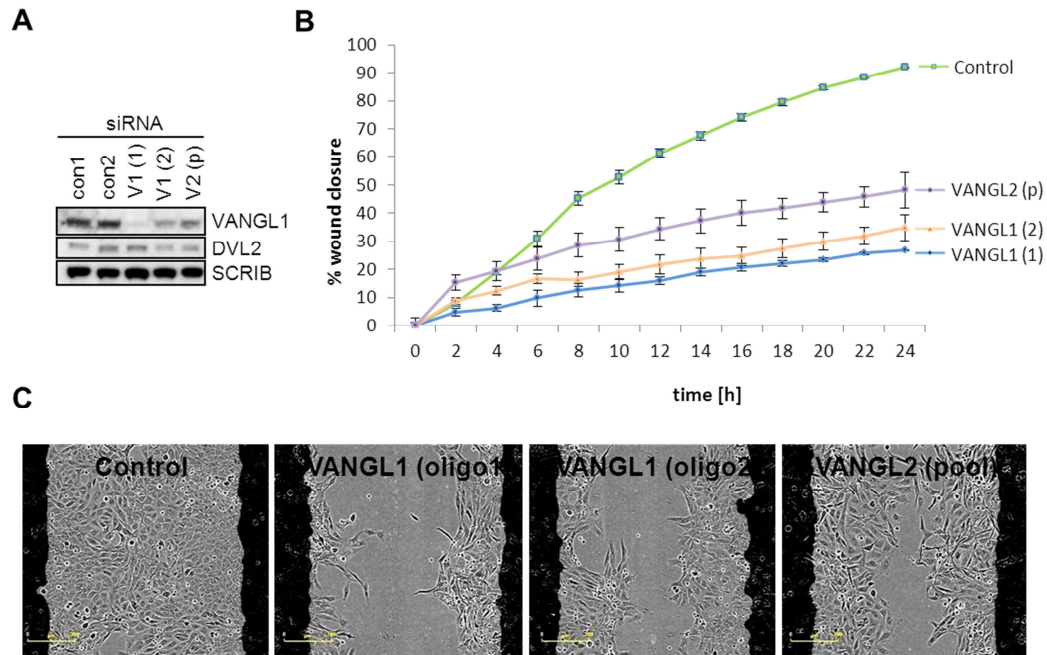 A
siRNA
con1
con2
V1 (1)
V1 (2)
V2 (p)
VANGL1
DVL2
SCRIB
B
% wound closure
100
90
80
70
60
50
40
30
20
10
0
0 2 4 6 8 10 12 14 16 18 20 22 24
time [h]
Control
VANGL2 (p)
VANGL1 (2)
VANGL1 (1)
C
Control
VANGL1 (oligo1
VANGL1 (oligo2
VANGL2 (pool)